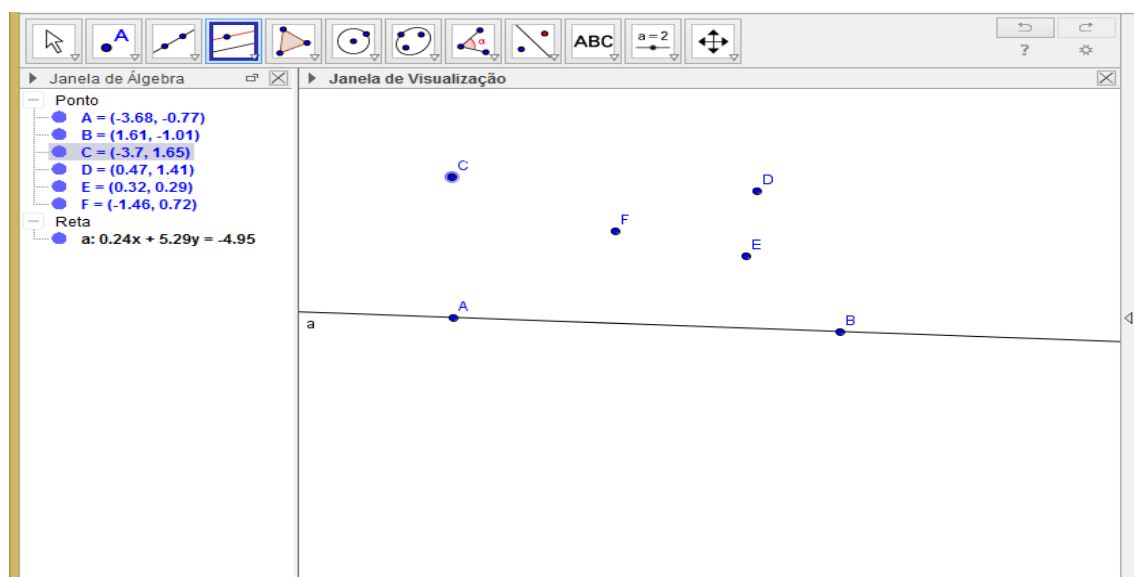 A
ABC
a=2
?
Janela de Álgebra
Janela de Visualização
Ponto
A = (-3.68, -0.77)
B = (1.61, -1.01)
C = (-3.7, 1.65)
D = (0.47, 1.41)
E = (0.32, 0.29)
F = (-1.46, 0.72)
Reta
a: 0.24x + 5.29y = -4.95
C
D
F
E
A
B
a